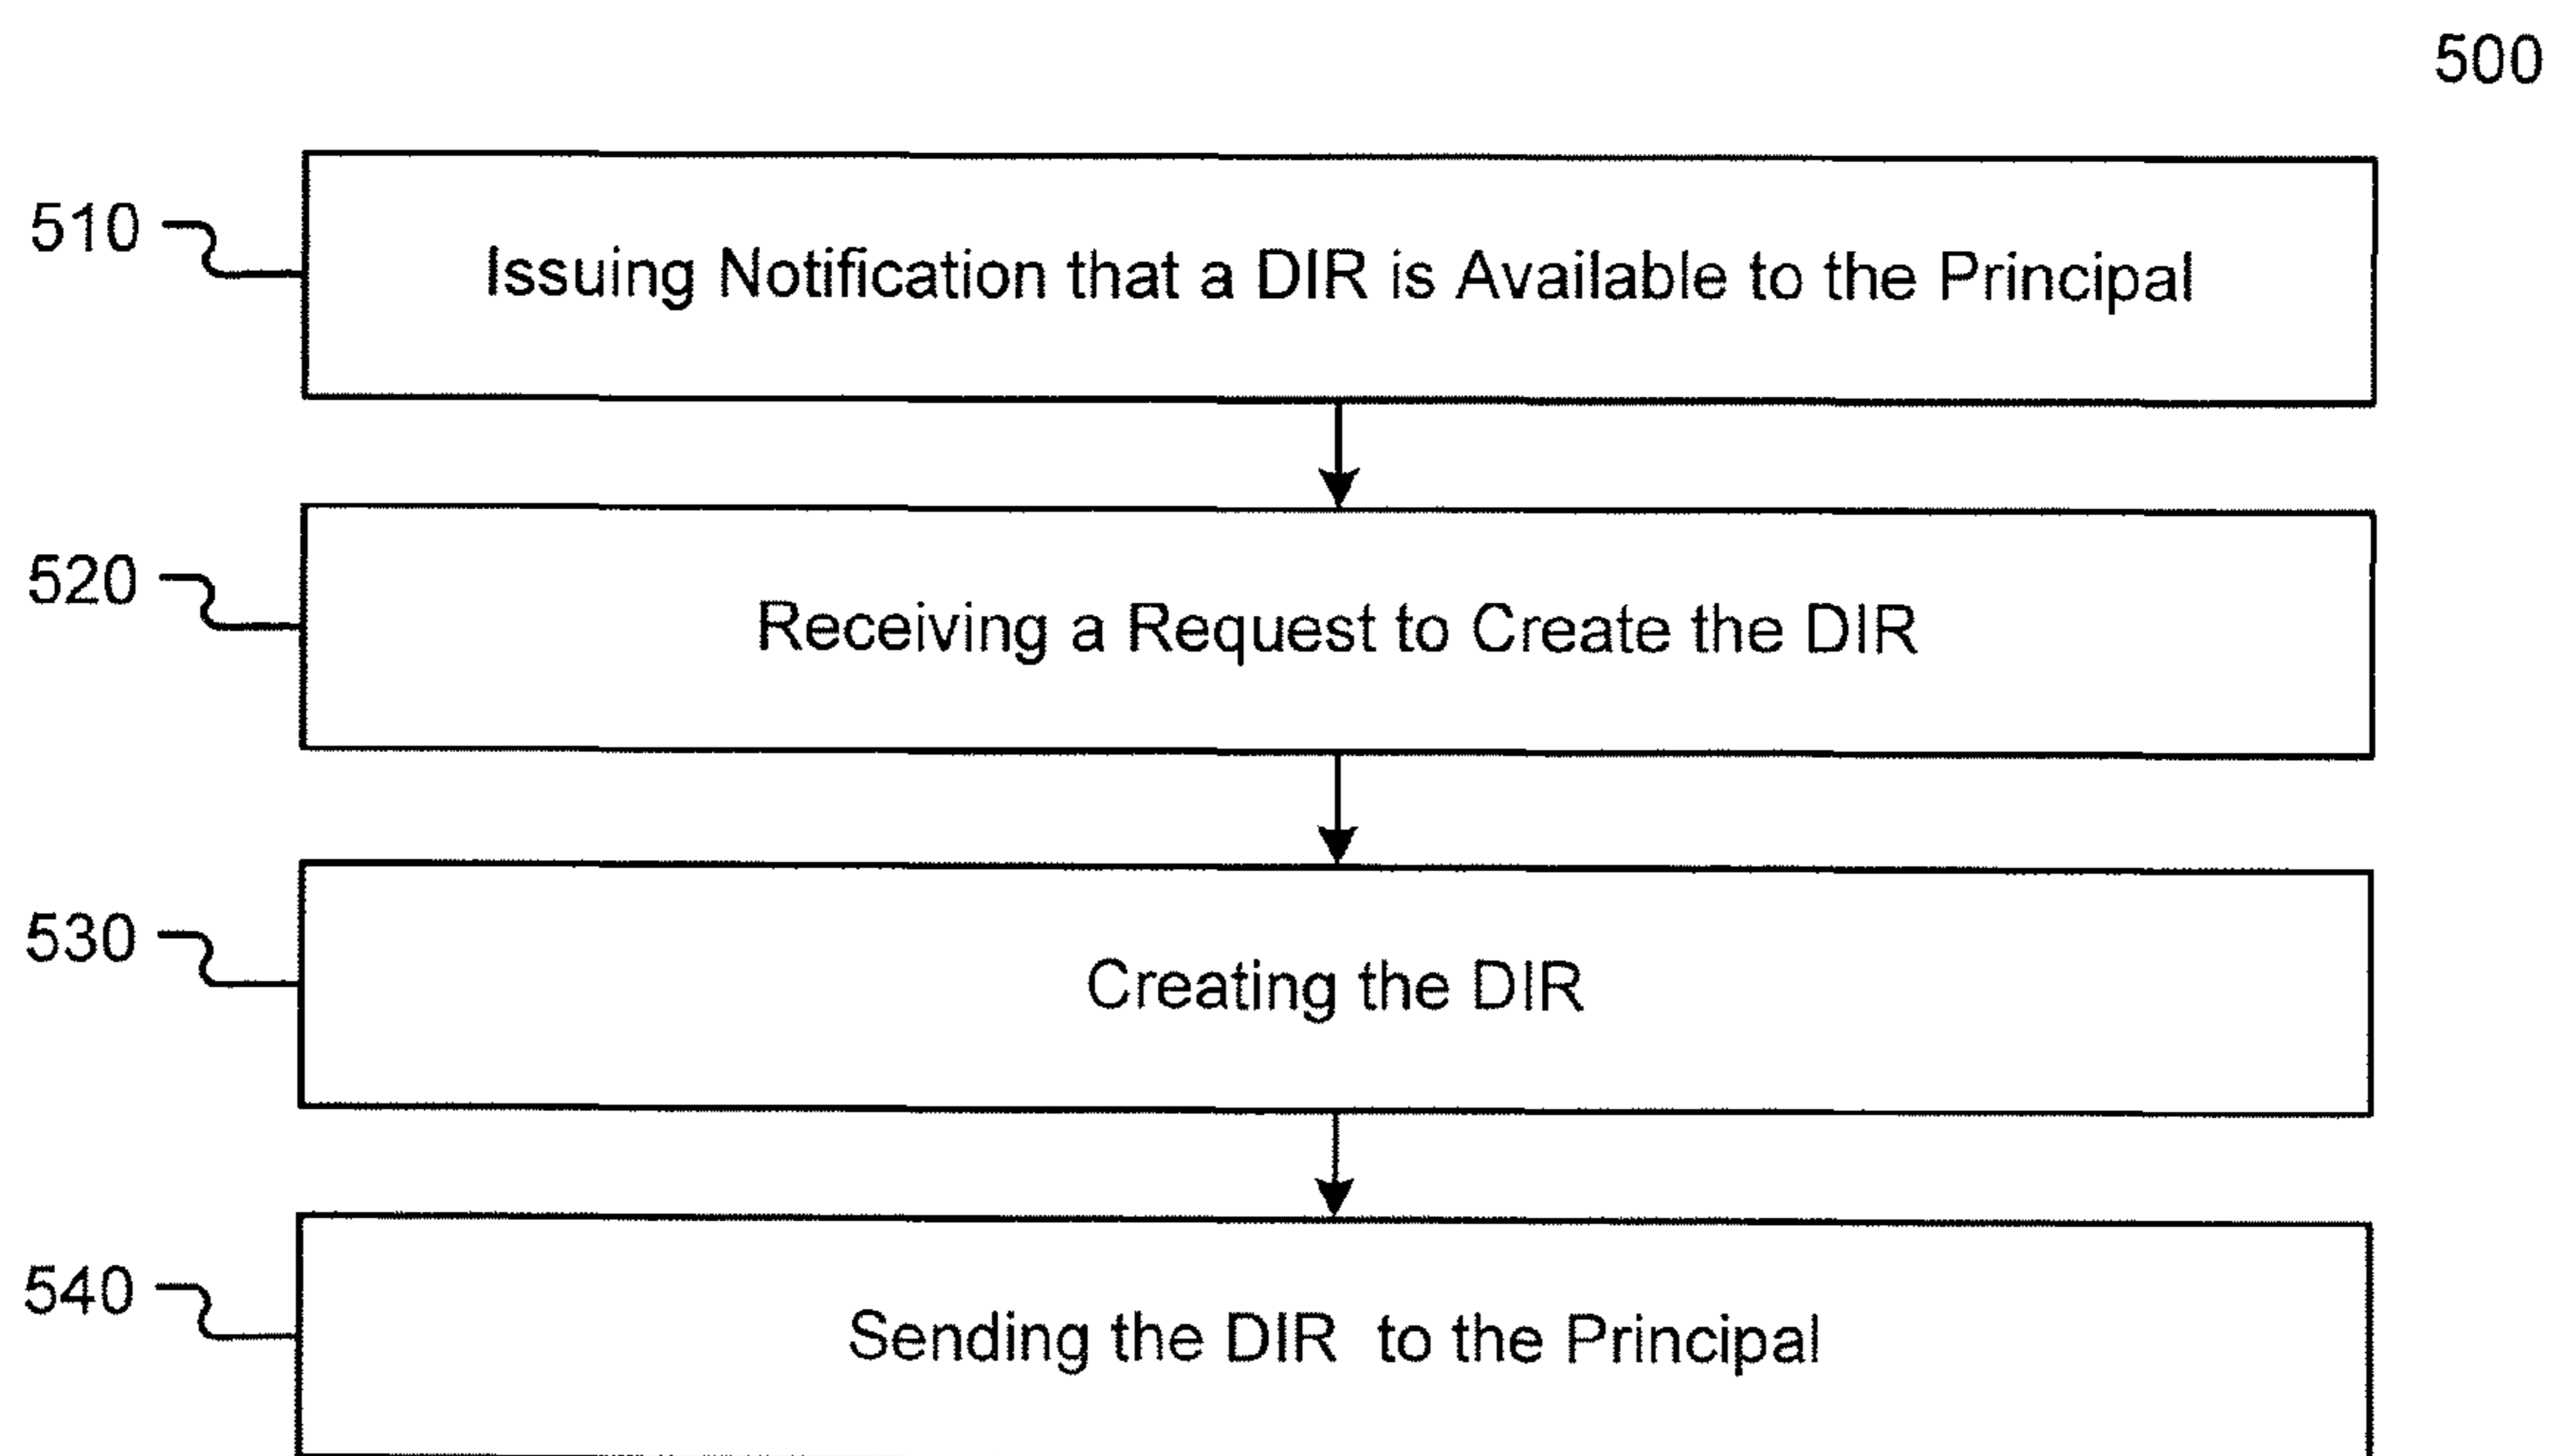 500
510
Issuing Notification that a DIR is Available to the Principal
520
Receiving a Request to Create the DIR
530
Creating the DIR
540
Sending the DIR to the Principal